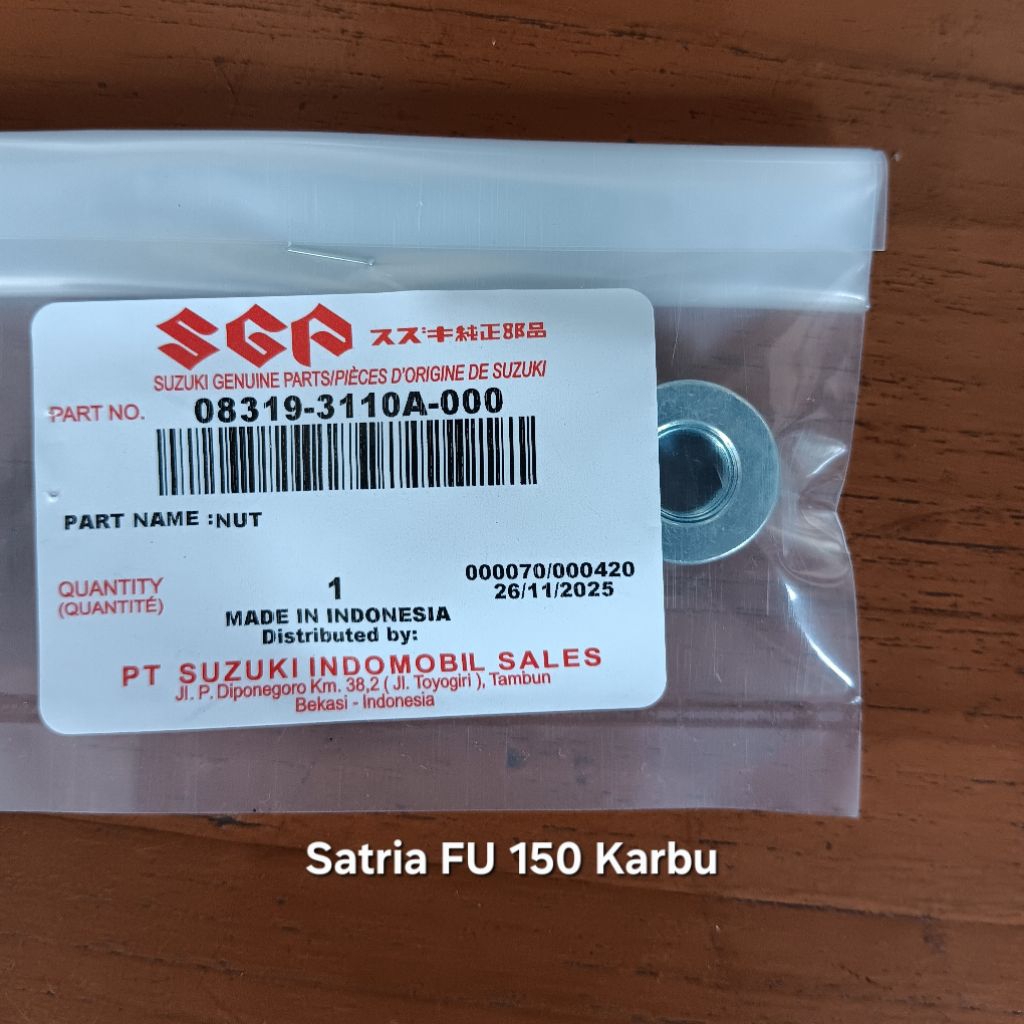 SGP スズキ純正部品
SUZUKI GENUINE PARTS/PIÈCES D'ORIGINE DE SUZUKI
PART NO. 08319-3110A-000
PART NAME :NUT
QUANTITY 1 000070/000420
(QUANTITÉ) 26/11/2025
MADE IN INDONESIA
Distributed by:
PT SUZUKI INDOMOBIL SALES
Jl. P. Diponegoro Km. 38,2 ( Jl. Toyogiri ), Tambun
Bekasi - Indonesia
Satria FU 150 Karbu